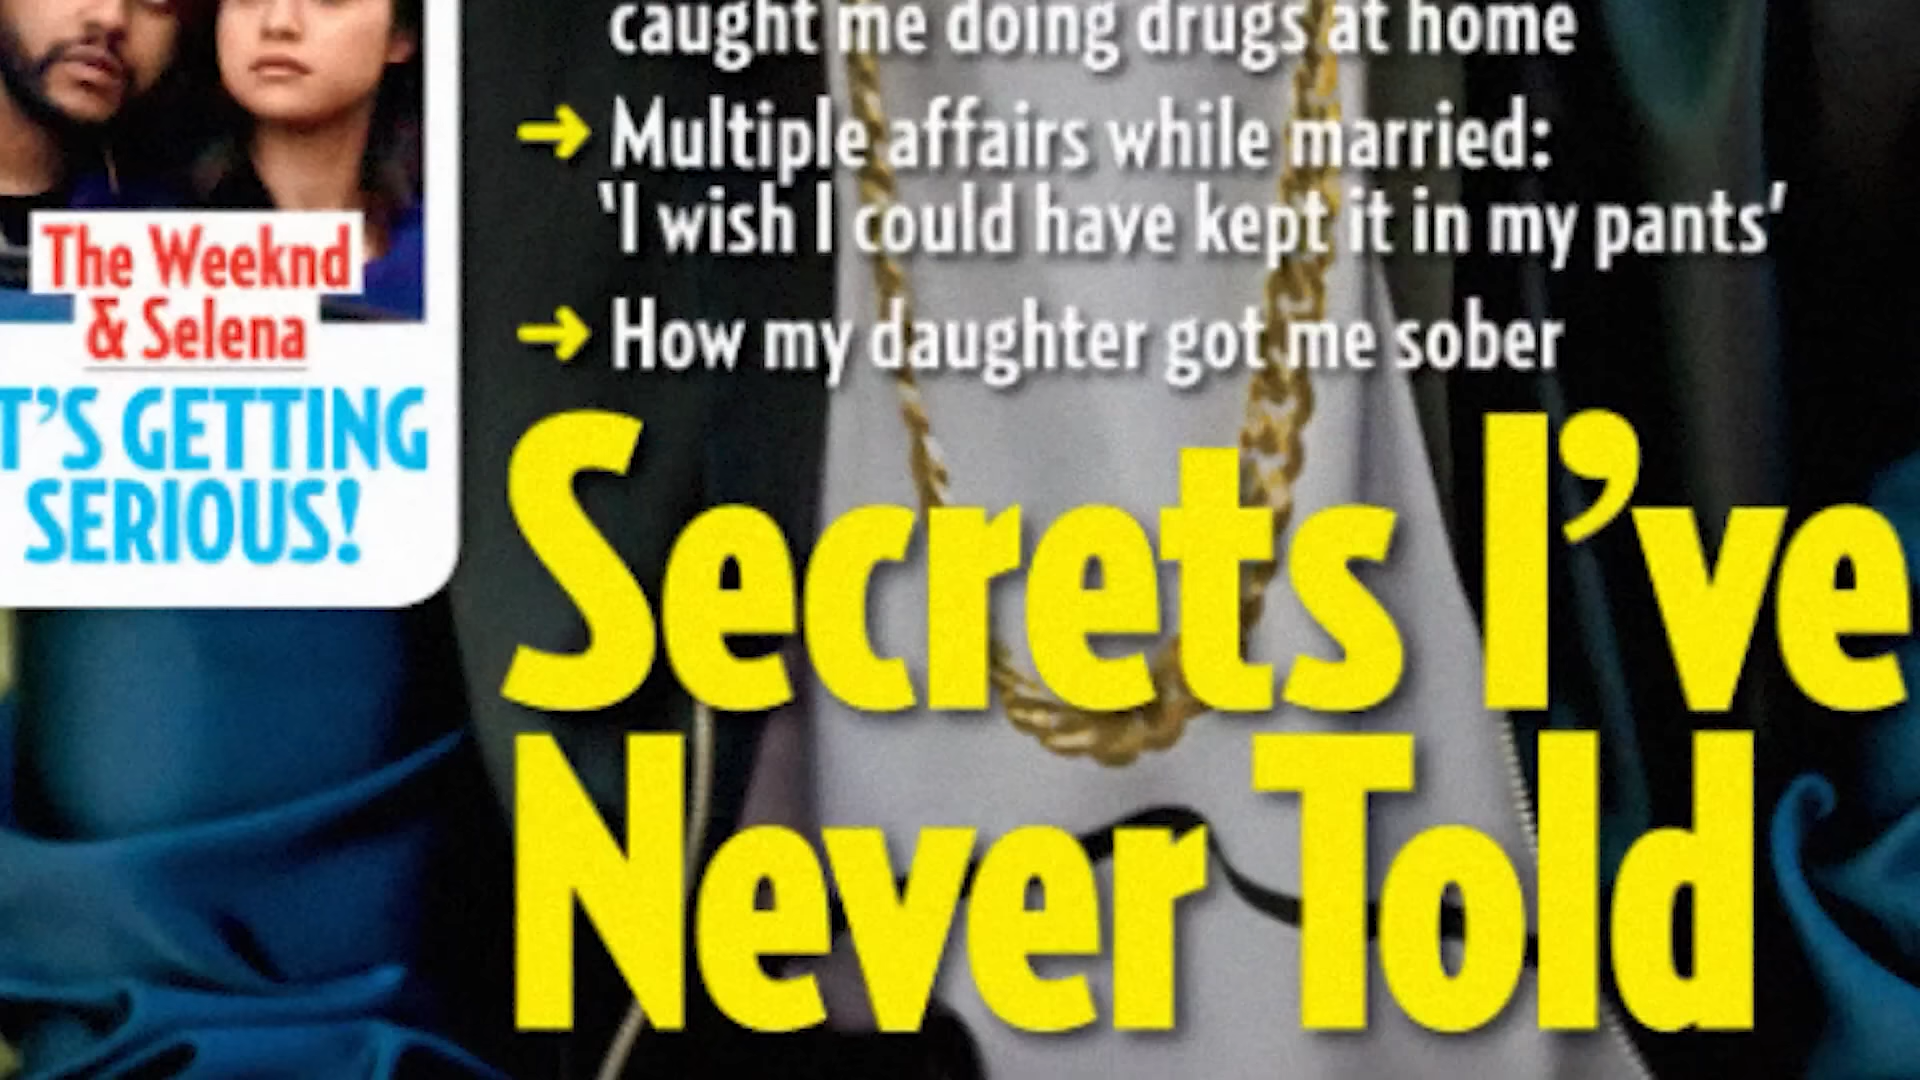 caught me doing drugs at home
➔ Multiple affairs while married:
'I wish I could have kept it in my pants'
➔ How my daughter got me sober
The Weeknd
& Selena
T'S GETTING
SERIOUS!
Secrets I've
Never Told